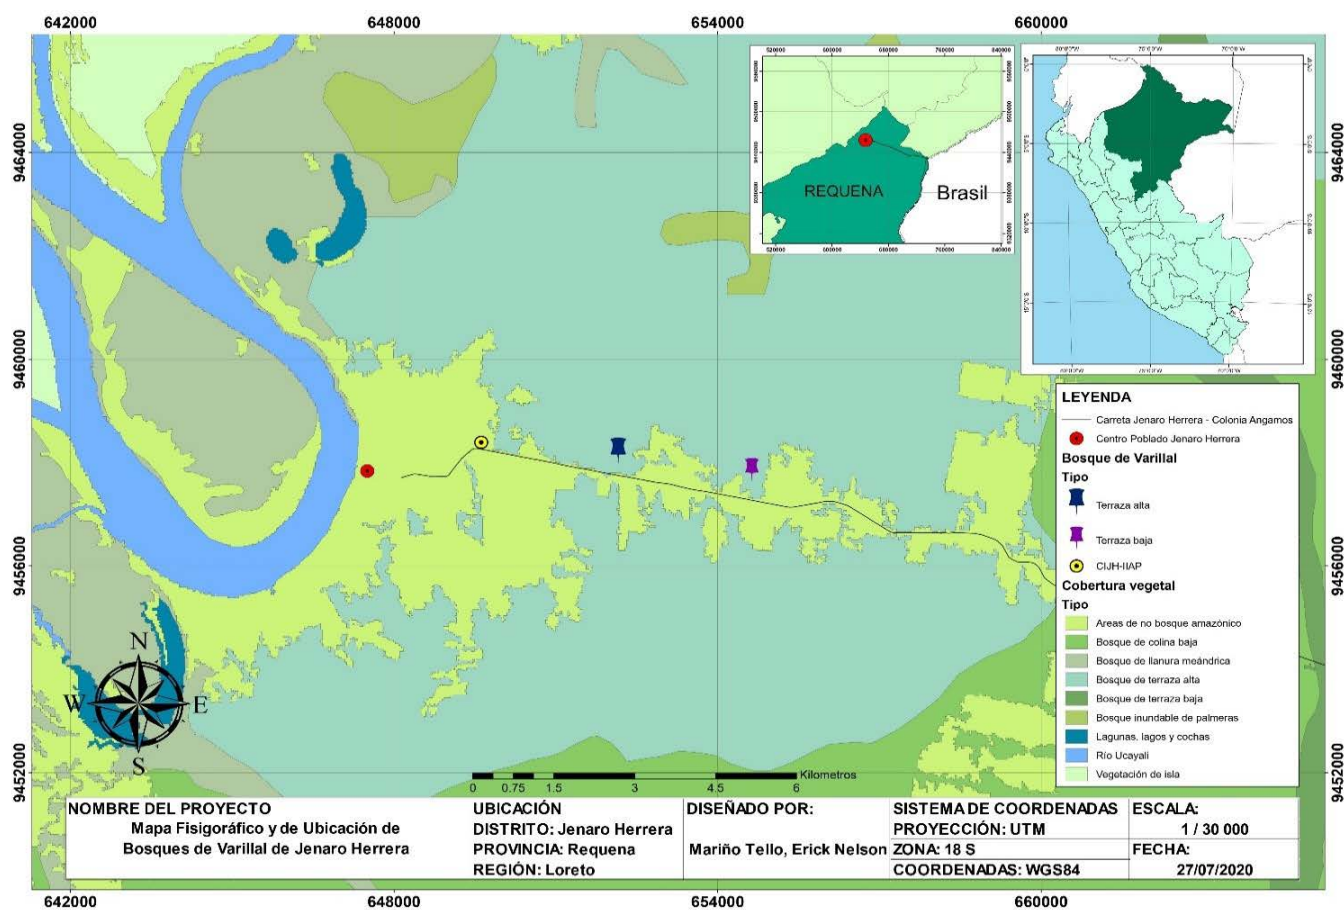 642000
648000
654000
660000
9464000
9460000
9456000
9452000
9464000
9460000
9456000
9452000
REQUENA
Brasil
LEYENDA
Carreta Jenaro Herrera - Colonia Angamos
Centro Poblado Jenaro Herrera
Bosque de Varillal
Tipo
Terraza alta
Terraza baja
CIJH-IIAP
Cobertura vegetal
Tipo
Areas de no bosque amazónico
Bosque de colina baja
Bosque de llanura meándrica
Bosque de terraza alta
Bosque de terraza baja
Bosque inundable de palmeras
Lagunas, lagos y cochas
Río Ucayali
Vegetación de isla
N
W
E
S
Kilometros
0 0.75 1.5 3 4.5 6
NOMBRE DEL PROYECTO
Mapa Fisigoráfico y de Ubicación de
Bosques de Varillal de Jenaro Herrera
UBICACIÓN
DISTRITO: Jenaro Herrera
PROVINCIA: Requena
REGIÓN: Loreto
DISEÑADO POR:
Mariño Tello, Erick Nelson
SISTEMA DE COORDENADAS
PROYECCIÓN: UTM
ZONA: 18 S
COORDENADAS: WGS84
ESCALA:
1 / 30 000
FECHA:
27/07/2020
642000
648000
654000
660000